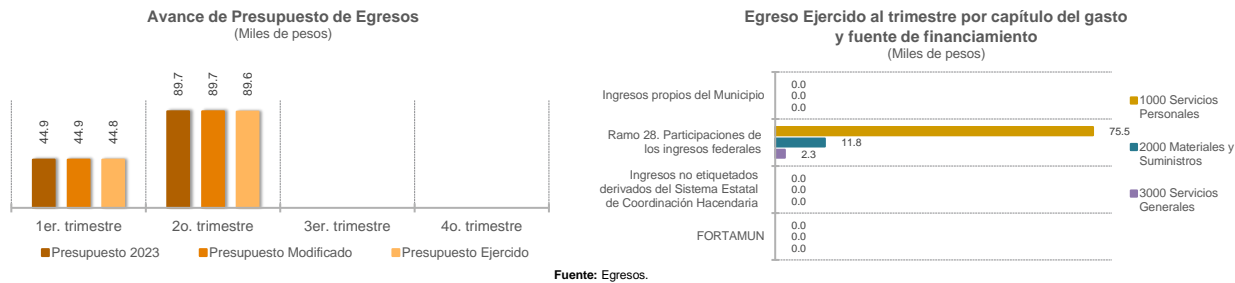 Avance de Presupuesto de Egresos
(Miles de pesos)
44.9
44.9
44.8
89.7
89.7
89.6
1er. trimestre
2o. trimestre
3er. trimestre
4o. trimestre
Presupuesto 2023
Presupuesto Modificado
Presupuesto Ejercido
Egreso Ejercido al trimestre por capítulo del gasto
y fuente de financiamiento
(Miles de pesos)
Ingresos propios del Municipio
0.0
0.0
0.0
Ramo 28. Participaciones de
los ingresos federales
75.5
11.8
2.3
Ingresos no etiquetados
derivados del Sistema Estatal
de Coordinación Hacendaria
0.0
0.0
0.0
FORTAMUN
0.0
0.0
0.0
1000 Servicios
Personales
2000 Materiales y
Suministros
3000 Servicios
Generales
Fuente: Egresos.